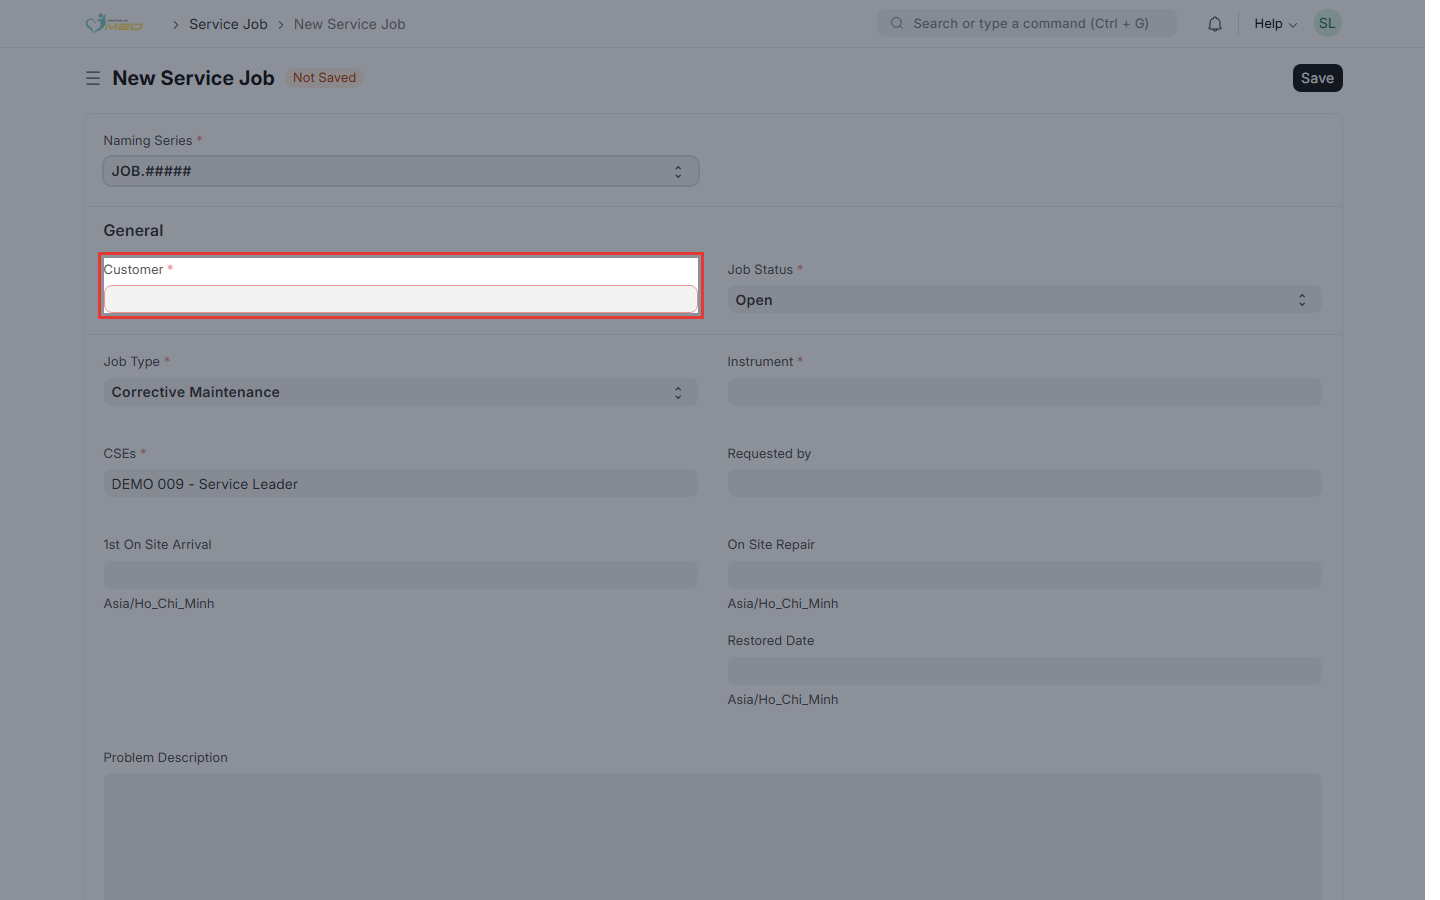 MED
Service Job
New Service Job
Search or type a command (Ctrl + G)
Help
SL
New Service Job
Not Saved
Save
Naming Series *
JOB.#####
General
Customer *
Job Status *
Open
Job Type *
Corrective Maintenance
Instrument *
CSEs *
DEMO 009 - Service Leader
Requested by
1st On Site Arrival
Asia/Ho_Chi_Minh
On Site Repair
Asia/Ho_Chi_Minh
Restored Date
Asia/Ho_Chi_Minh
Problem Description